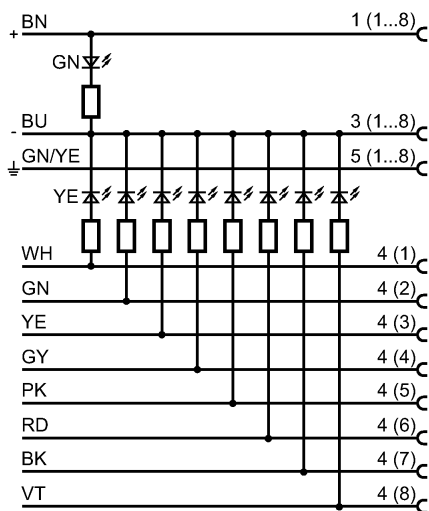 + BN 1 (1...8)
GN
- BU 3 (1...8)
GN/YE 5 (1...8)
YE
WH 4 (1)
GN 4 (2)
YE 4 (3)
GY 4 (4)
PK 4 (5)
RD 4 (6)
BK 4 (7)
VT 4 (8)